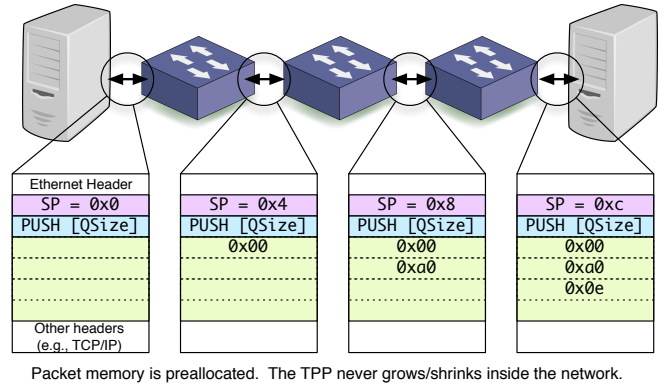 Ethernet Header
SP = 0x0
PUSH [QSize]
Other headers
(e.g., TCP/IP)
SP = 0x4
PUSH [QSize]
0x00
SP = 0x8
PUSH [QSize]
0x00
0xa0
SP = 0xc
PUSH [QSize]
0x00
0xa0
0x0e
Packet memory is preallocated. The TPP never grows/shrinks inside the network.